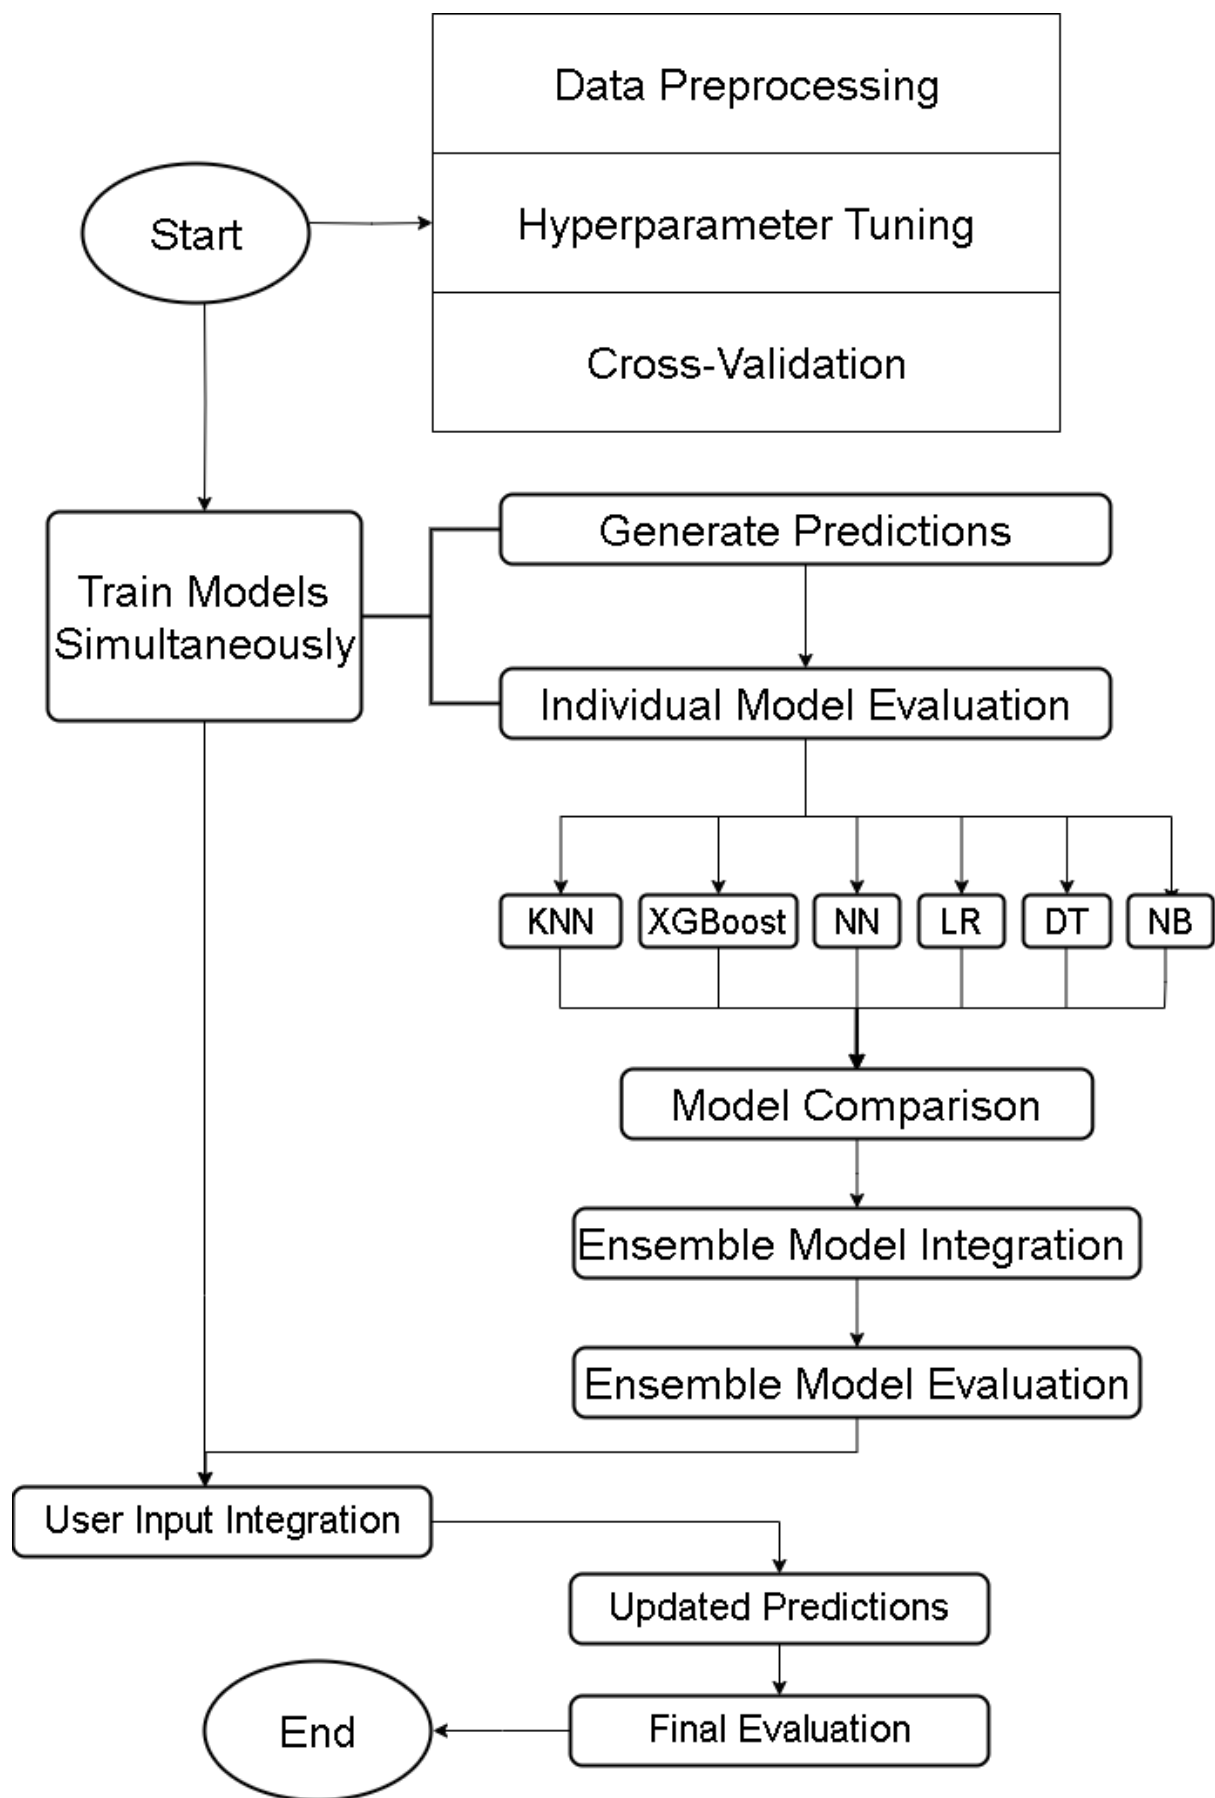 Data Preprocessing
Start
Hyperparameter Tuning
Cross-Validation
Generate Predictions
Train Models
Simultaneously
Individual Model Evaluation
KNN
XGBoost
NN
LR
DT
NB
Model Comparison
Ensemble Model Integration
Ensemble Model Evaluation
User Input Integration
Updated Predictions
Final Evaluation
End